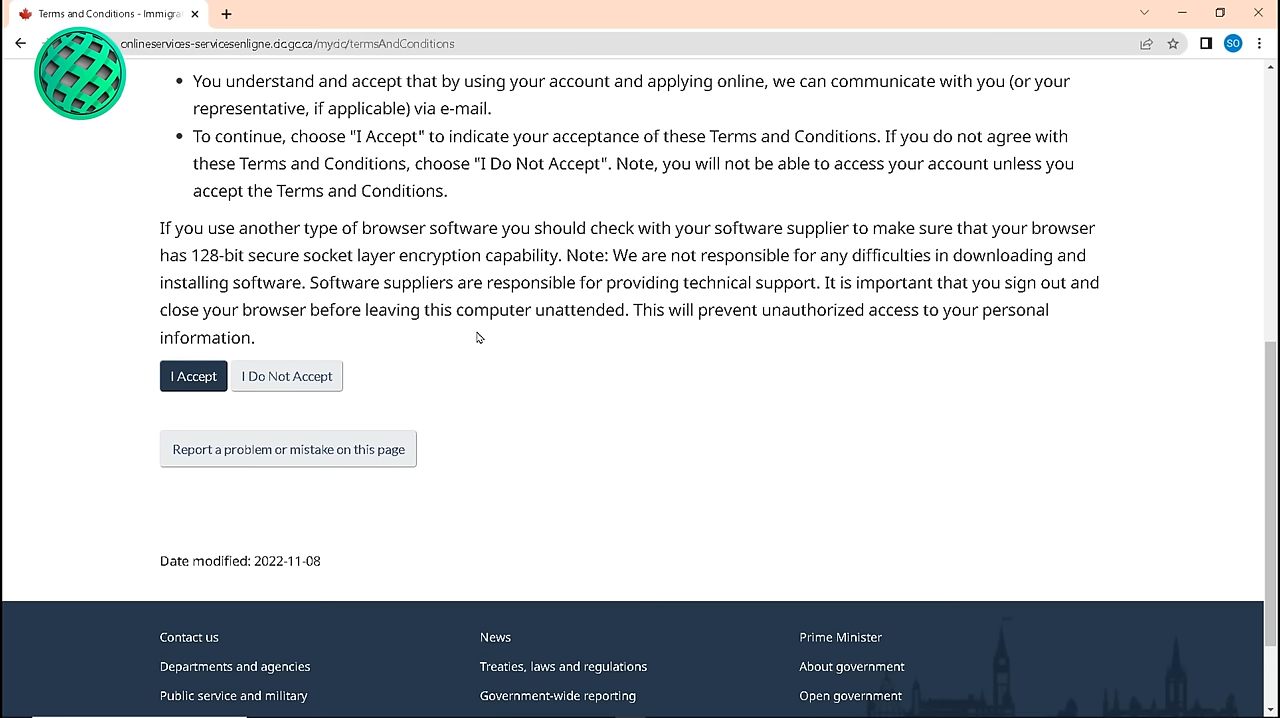 Terms and Conditions - Immigra
onlineservices-servicesenligne.cic.gc.ca/mycic/termsAndConditions
SO
• You understand and accept that by using your account and applying online, we can communicate with you (or your
representative, if applicable) via e-mail.
• To continue, choose "I Accept" to indicate your acceptance of these Terms and Conditions. If you do not agree with
these Terms and Conditions, choose "I Do Not Accept". Note, you will not be able to access your account unless you
accept the Terms and Conditions.
If you use another type of browser software you should check with your software supplier to make sure that your browser
has 128-bit secure socket layer encryption capability. Note: We are not responsible for any difficulties in downloading and
installing software. Software suppliers are responsible for providing technical support. It is important that you sign out and
close your browser before leaving this computer unattended. This will prevent unauthorized access to your personal
information.
I Accept I Do Not Accept
Report a problem or mistake on this page
Date modified: 2022-11-08
Contact us News Prime Minister
Departments and agencies Treaties, laws and regulations About government
Public service and military Government-wide reporting Open government